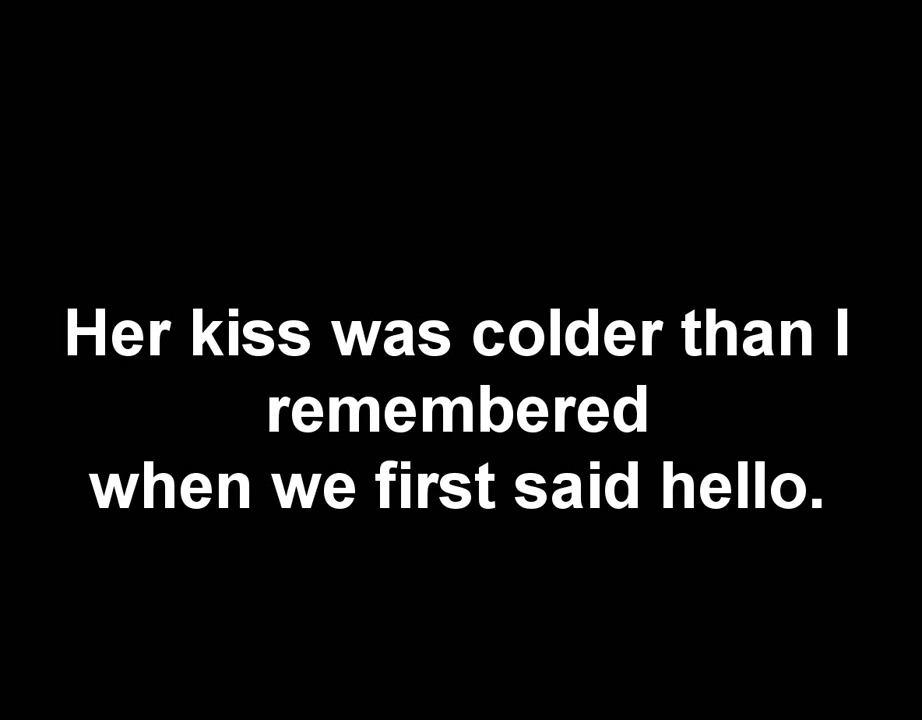 Her kiss was colder than I
remembered
when we first said hello.